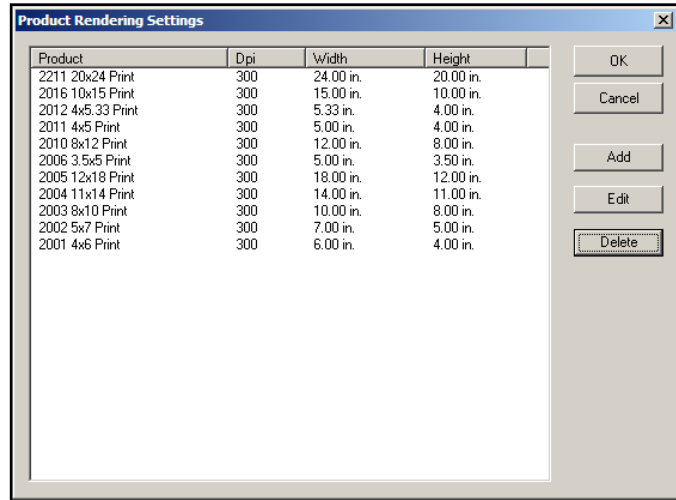 Product Rendering Settings
Product Dpi Width Height
2211 20x24 Print 300 24.00 in. 20.00 in.
2016 10x15 Print 300 15.00 in. 10.00 in.
2012 4x5.33 Print 300 5.33 in. 4.00 in.
2011 4x5 Print 300 5.00 in. 4.00 in.
2010 8x12 Print 300 12.00 in. 8.00 in.
2006 3.5x5 Print 300 5.00 in. 3.50 in.
2005 12x18 Print 300 18.00 in. 12.00 in.
2004 11x14 Print 300 14.00 in. 11.00 in.
2003 8x10 Print 300 10.00 in. 8.00 in.
2002 5x7 Print 300 7.00 in. 5.00 in.
2001 4x6 Print 300 6.00 in. 4.00 in.
OK
Cancel
Add
Edit
Delete